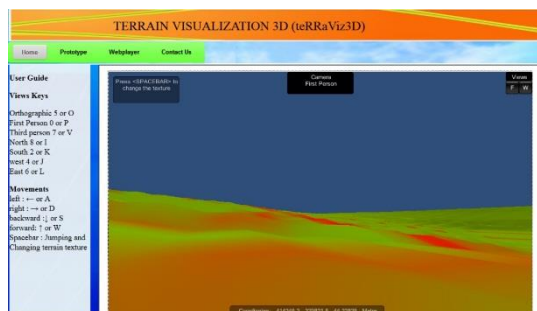 TERRAIN VISUALIZATION 3D (teRRaViz3D)
Home
Prototype
Webplayer
Contact Us
User Guide
Views Keys
Orthographic 5 or O
First Person 0 or P
Third person 7 or V
North 8 or I
South 2 or K
west 4 or J
East 6 or L
Movements
left : ← or A
right : → or D
backward :↓ or S
forward: ↑ or W
Spacebar : Jumping and
Changing terrain texture
Press <SPACEBAR> to
change the texture
Camera
First Person
Views
F W